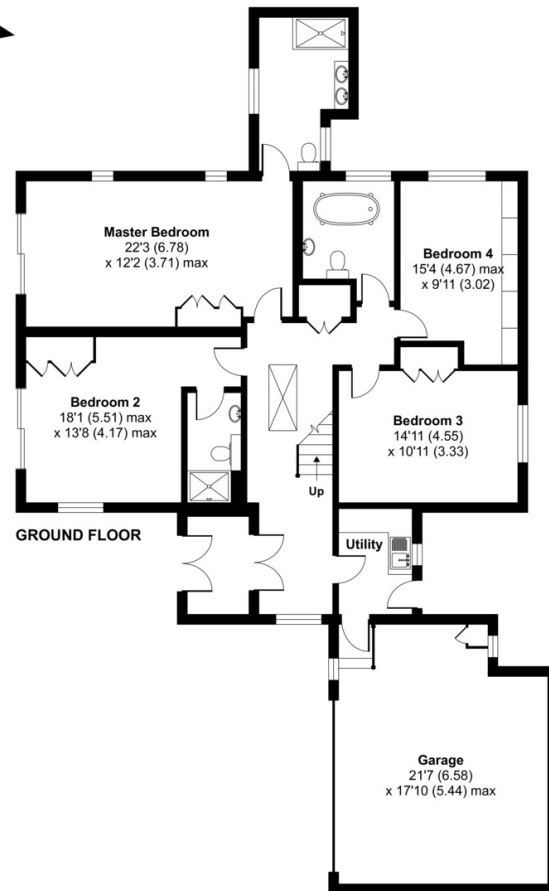 Master Bedroom
22'3 (6.78)
x 12'2 (3.71) max
Bedroom 4
15'4 (4.67) max
x 9'11 (3.02)
Bedroom 2
18'1 (5.51) max
x 13'8 (4.17) max
Bedroom 3
14'11 (4.55)
x 10'11 (3.33)
Up
GROUND FLOOR
Utility
Garage
21'7 (6.58)
x 17'10 (5.44) max